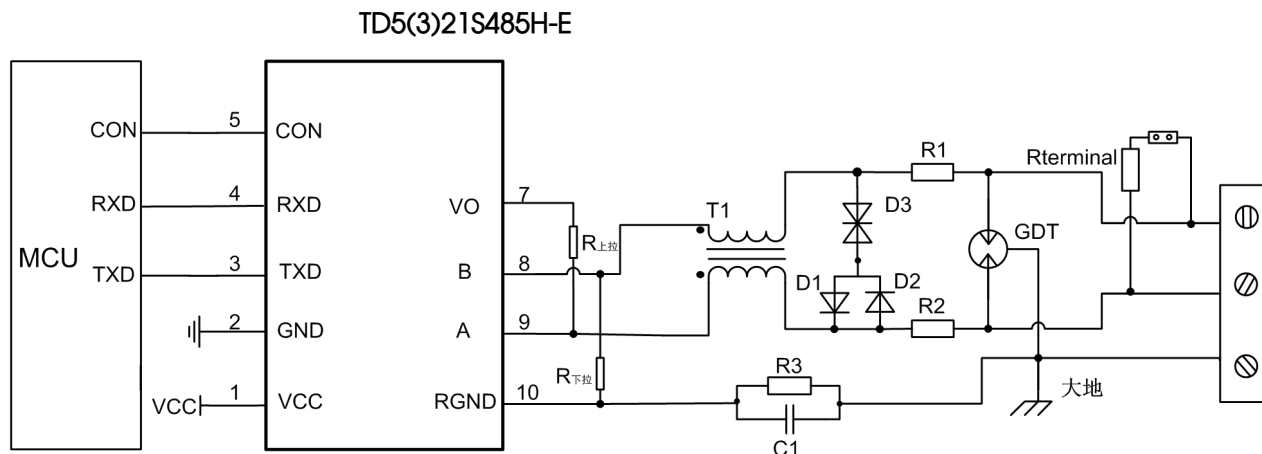 TD5(3)21S485H-E
MCU
CON
5
CON
RXD
4
RXD
TXD
3
TXD
2
GND
VCC
1
VCC
VO
7
B
8
A
9
RGND
10
R上拉
R下拉
T1
D3
D1
D2
R1
R2
GDT
Rterminal
R3
C1
大地